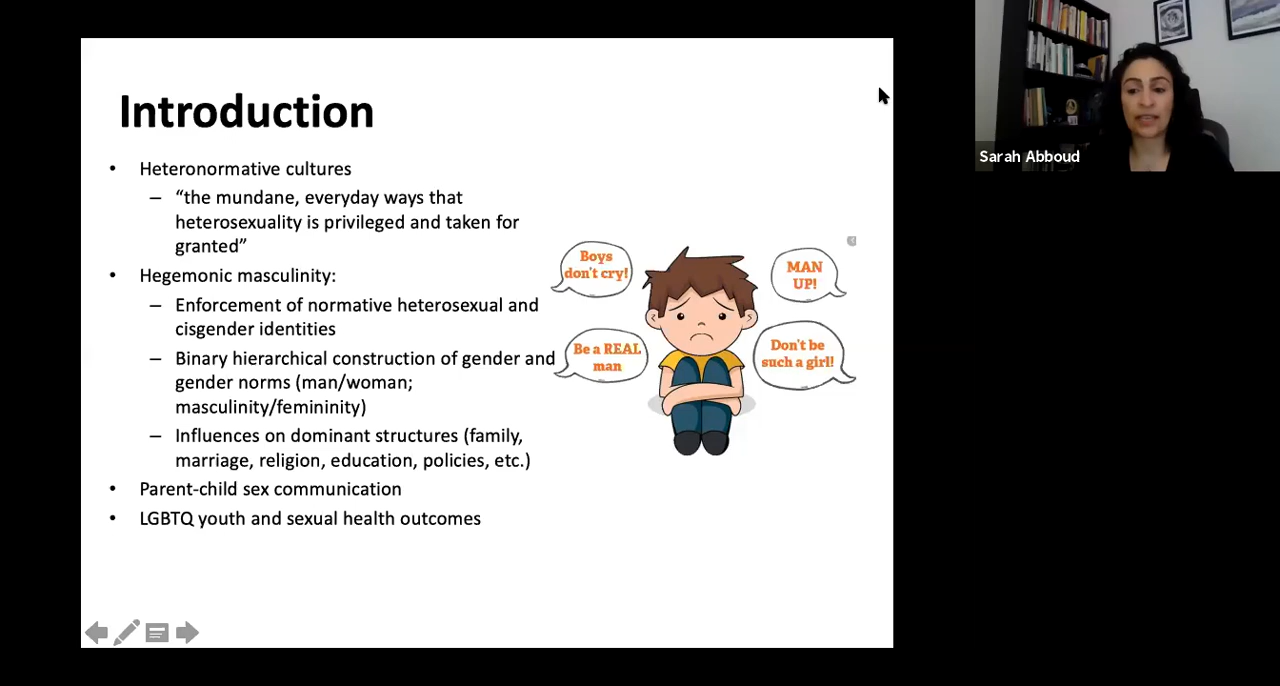 Introduction
• Heteronormative cultures
– “the mundane, everyday ways that
heterosexuality is privileged and taken for
granted”
• Hegemonic masculinity:
– Enforcement of normative heterosexual and
cisgender identities
– Binary hierarchical construction of gender and
gender norms (man/woman;
masculinity/femininity)
– Influences on dominant structures (family,
marriage, religion, education, policies, etc.)
• Parent-child sex communication
• LGBTQ youth and sexual health outcomes
Boys
don't cry!
MAN
UP!
Be a REAL
man
Don't be
such a girl!
Sarah Abboud